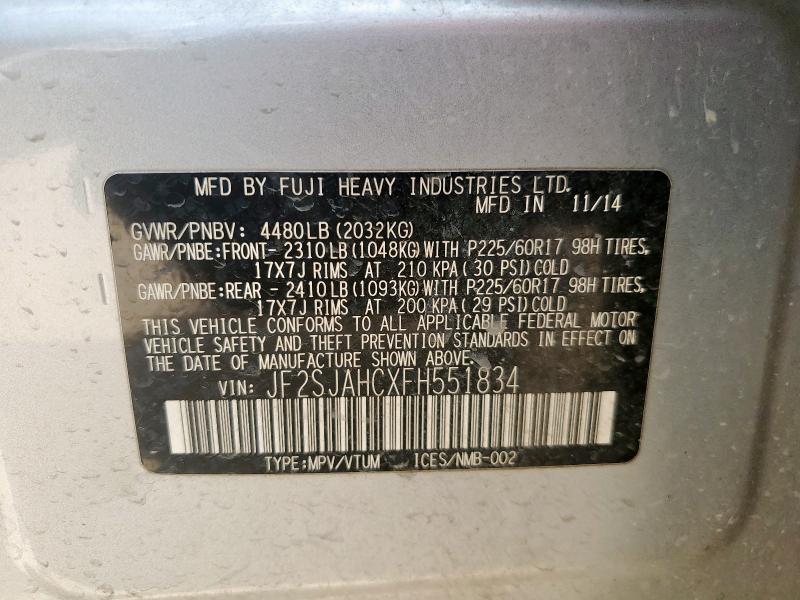 MFD BY FUJI HEAVY INDUSTRIES LTD.
MFD IN 11/14
GVWR/PNBV: 4480LB(2032KG)
GAWR/PNBE:FRONT-2310LB(1048KG)WITH P225/60R17 98H TIRES,
17X7J RIMS AT 210 KPA(30 PSI)COLD
GAWR/PNBE:REAR -2410LB(1093KG)WITH P225/60R17 98H TIRES,
17X7J RIMS AT 200 KPA(29 PSI)COLD
THIS VEHICLE CONFORMS TO ALL APPLICABLE FEDERAL MOTOR
VEHICLE SAFETY AND THEFT PREVENTION STANDARDS IN EFFECT ON
THE DATE OF MANUFACTURE SHOWN ABOVE.
VIN: JF2SJAHCXFH551834
TYPE:MPV/VTUM ICES/NMB-002